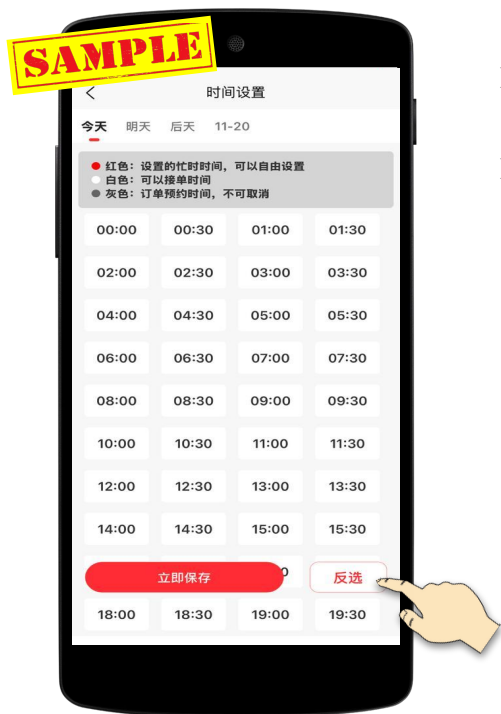 SAMPLE
时间设置
今天 明天 后天 11-20
红色：设置的忙时时间，可以自由设置
白色：可以接单时间
灰色：订单预约时间，不可取消
00:00 00:30 01:00 01:30
02:00 02:30 03:00 03:30
04:00 04:30 05:00 05:30
06:00 06:30 07:00 07:30
08:00 08:30 09:00 09:30
10:00 10:30 11:00 11:30
12:00 12:30 13:00 13:30
14:00 14:30 15:00 15:30
立即保存 反选
18:00 18:30 19:00 19:30